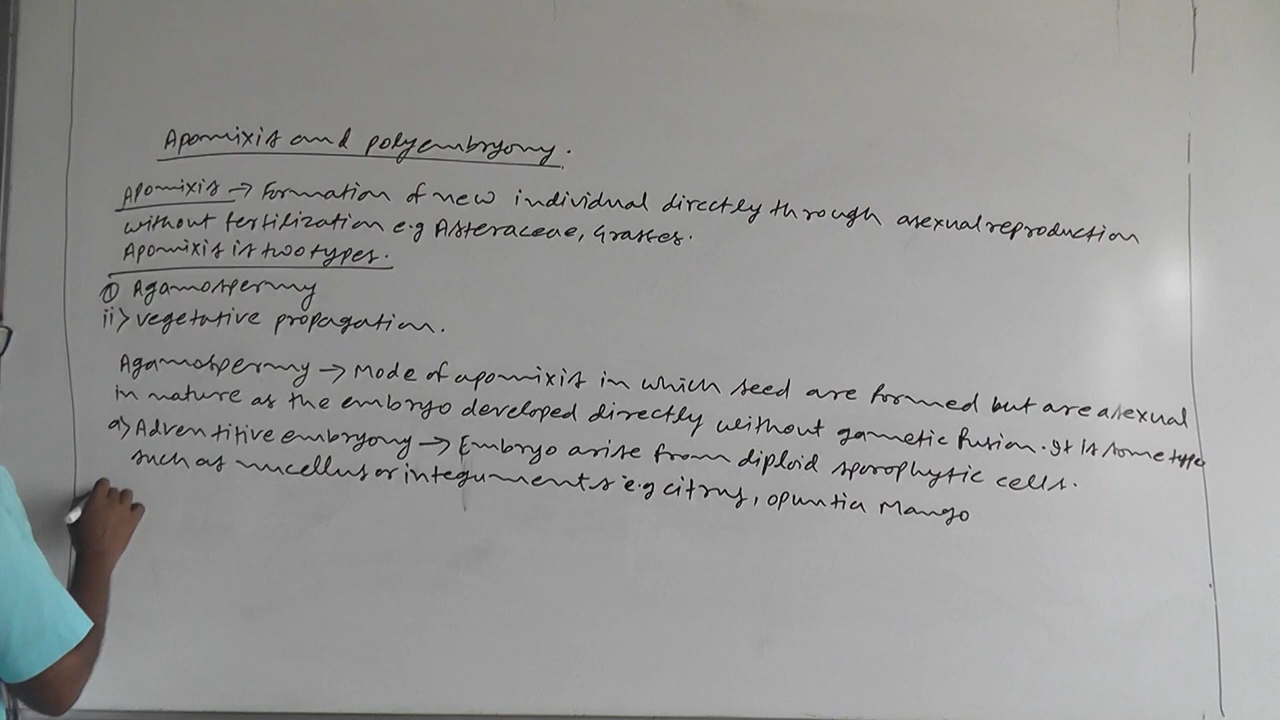 Apomixis and polyembryony.
Apomixis → Formation of new individual directly through asexual reproduction
without fertilization e.g Asteraceae, Grasses.
Apomixis is two types.
i) Agamospermy
ii) vegetative propagation.
Agamospermy → Mode of apomixis in which seed are formed but are asexual
in nature as the embryo developed directly without gametic fusion. It is some type
a) Adventitive embryony → Embryo arise from diploid sporophytic cells.
such as nucellus or integuments e.g citrus, opuntia Mango